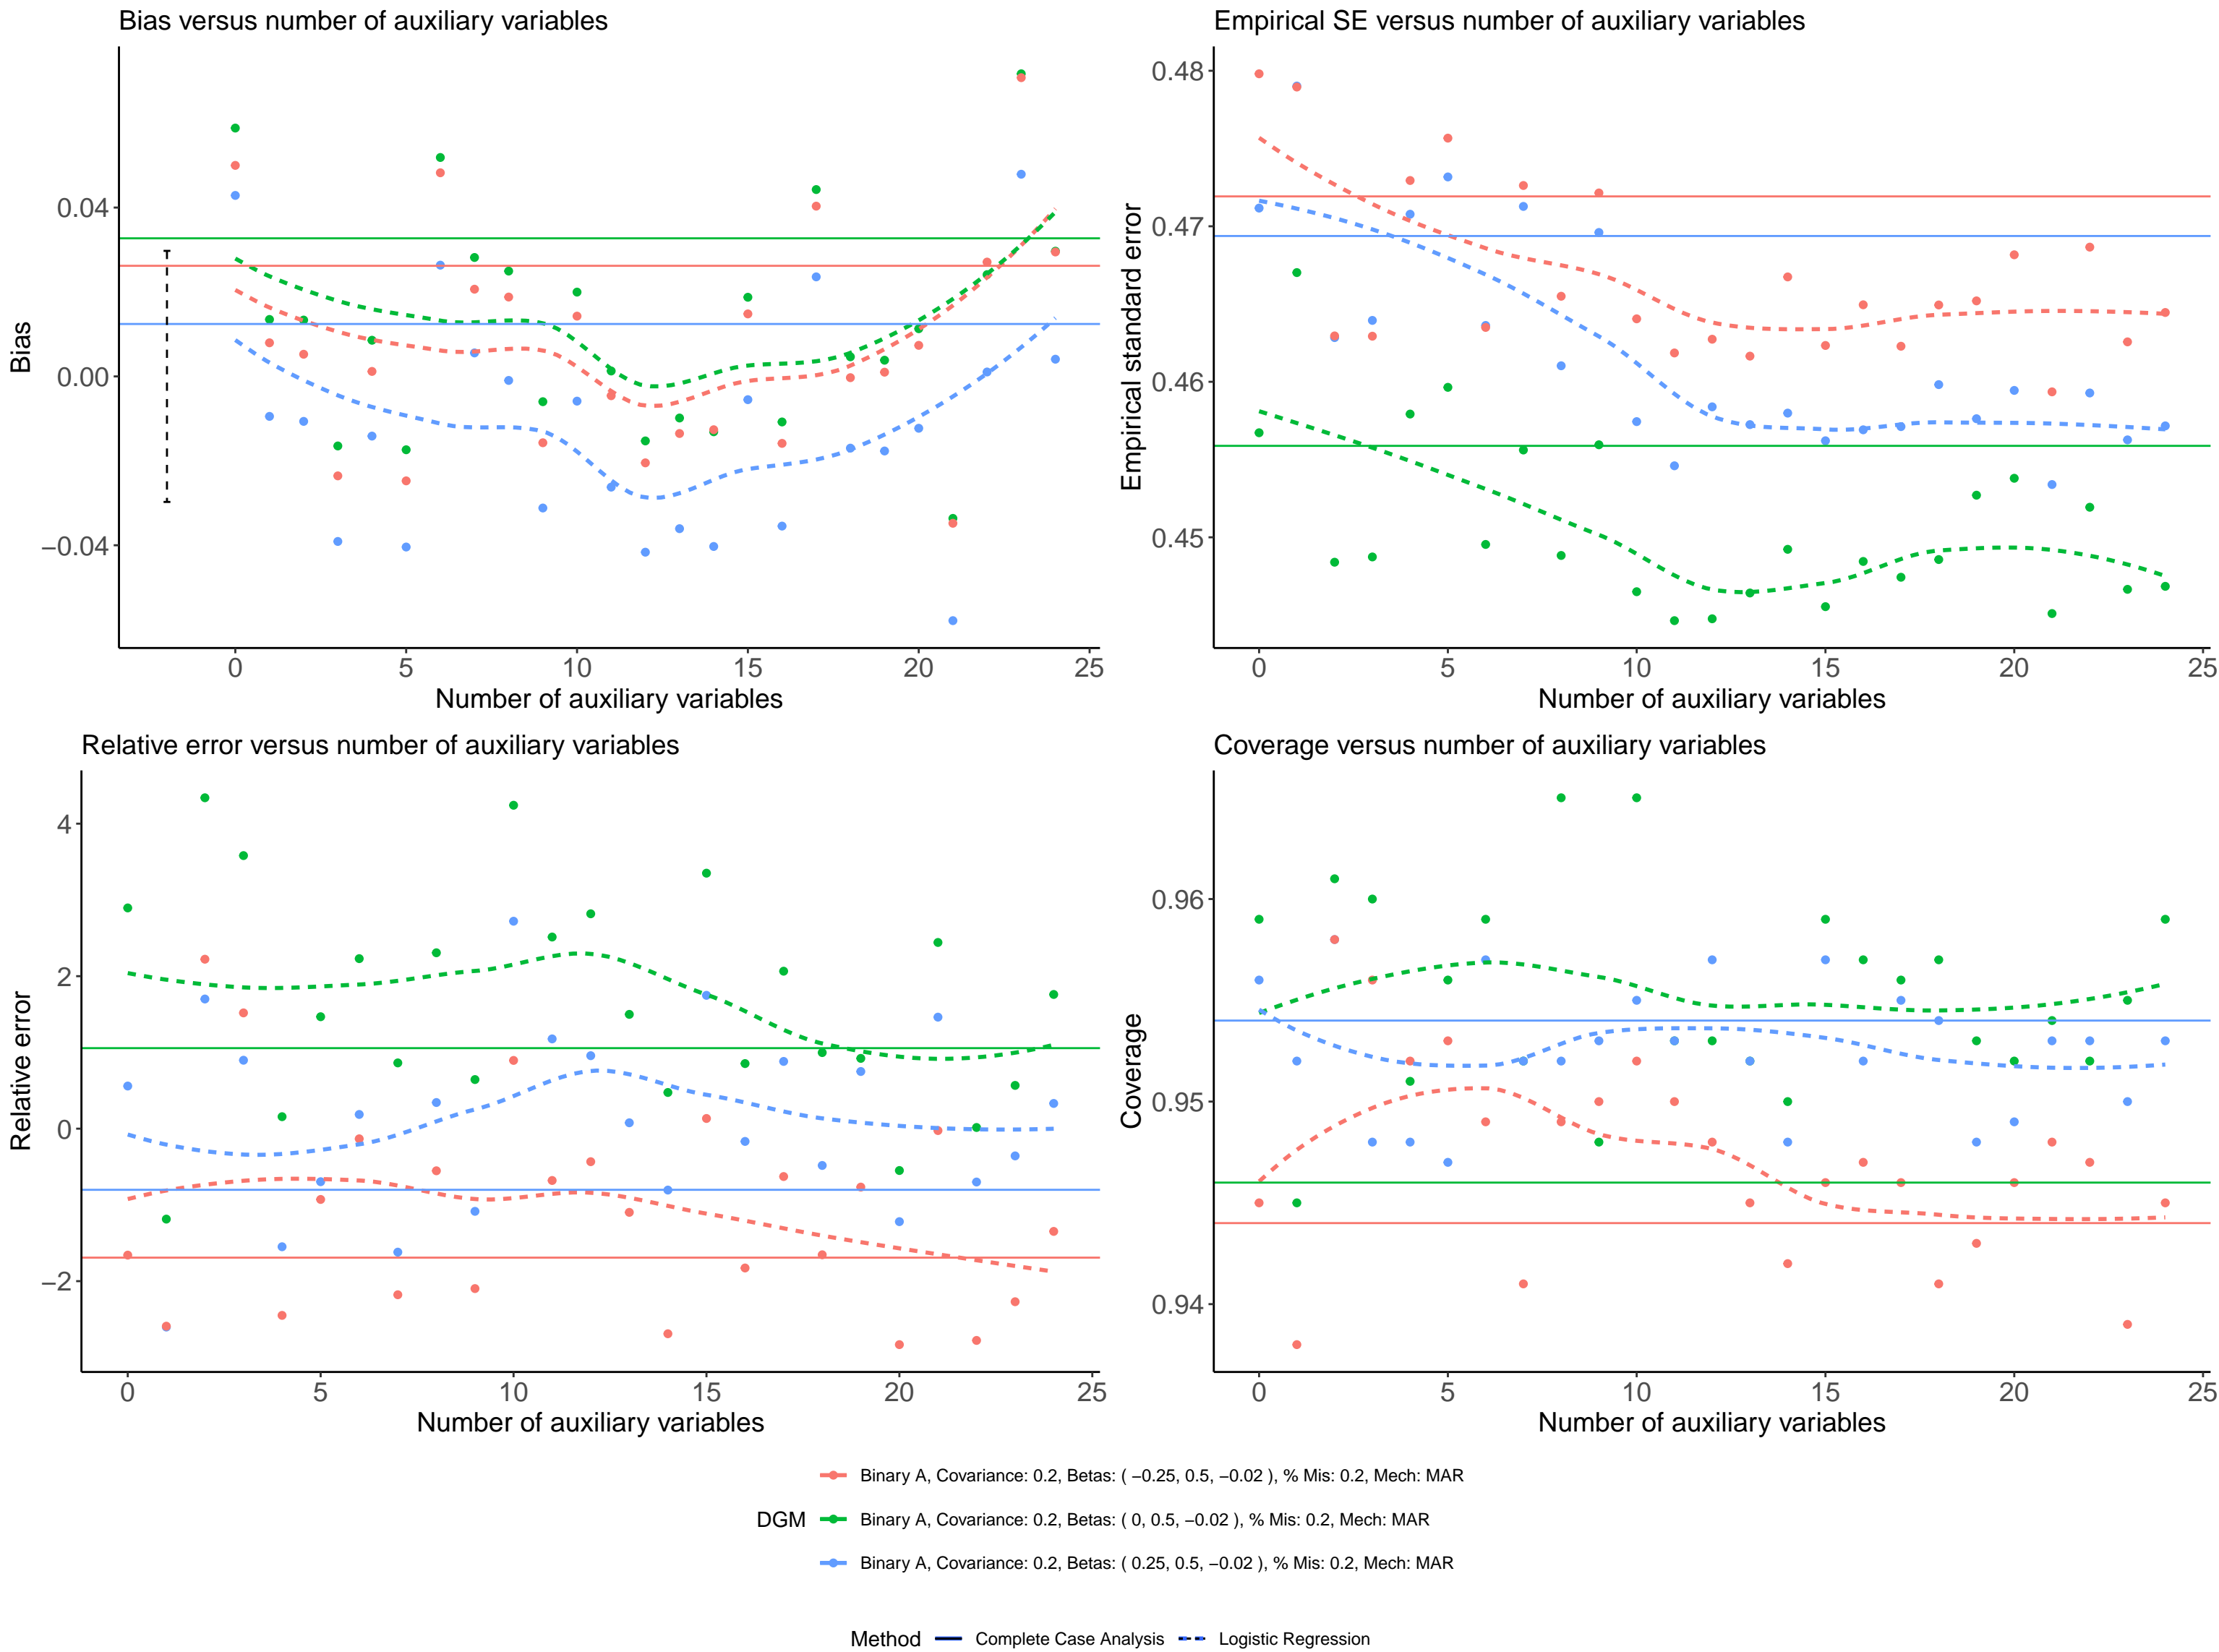 Bias versus number of auxiliary variables
Bias
0.04
0.00
−0.04
0 5 10 15 20 25
Number of auxiliary variables
Empirical SE versus number of auxiliary variables
Empirical standard error
0.48
0.47
0.46
0.45
0 5 10 15 20 25
Number of auxiliary variables
Relative error versus number of auxiliary variables
Relative error
4
2
0
−2
0 5 10 15 20 25
Number of auxiliary variables
Coverage versus number of auxiliary variables
Coverage
0.96
0.95
0.94
0 5 10 15 20 25
Number of auxiliary variables
DGM
Binary A, Covariance: 0.2, Betas: ( −0.25, 0.5, −0.02 ), % Mis: 0.2, Mech: MAR
Binary A, Covariance: 0.2, Betas: ( 0, 0.5, −0.02 ), % Mis: 0.2, Mech: MAR
Binary A, Covariance: 0.2, Betas: ( 0.25, 0.5, −0.02 ), % Mis: 0.2, Mech: MAR
Method Complete Case Analysis Logistic Regression